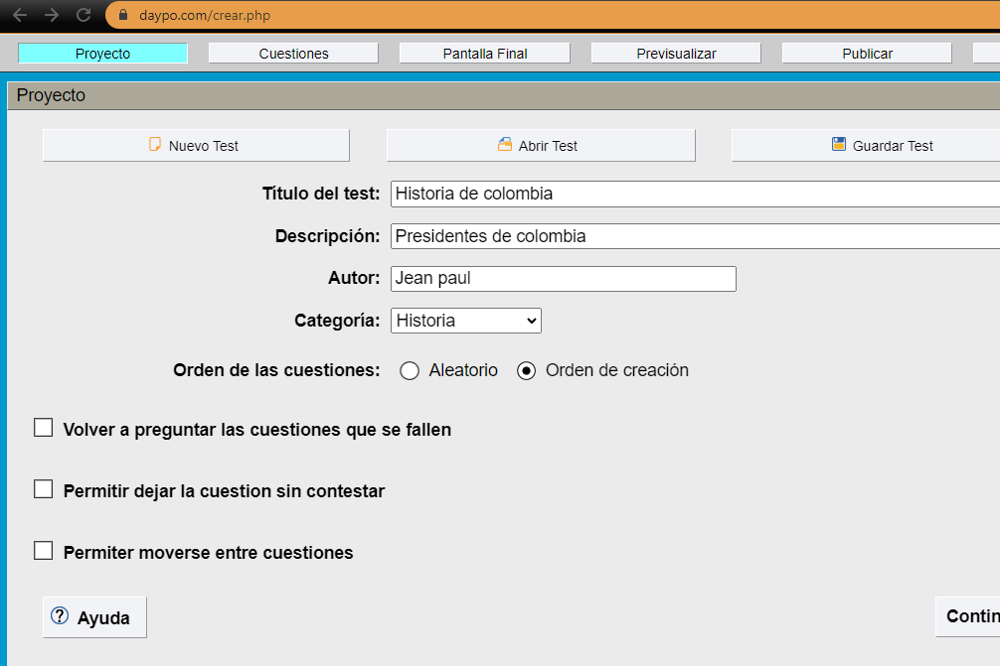 daypo.com/crear.php
Proyecto Cuestiones Pantalla Final Previsualizar Publicar
Proyecto
Nuevo Test Abrir Test Guardar Test
Título del test: Historia de colombia
Descripción: Presidentes de colombia
Autor: Jean paul
Categoría: Historia
Orden de las cuestiones: Aleatorio Orden de creación
Volver a preguntar las cuestiones que se fallen
Permitir dejar la cuestion sin contestar
Permiter moverse entre cuestiones
? Ayuda Contin